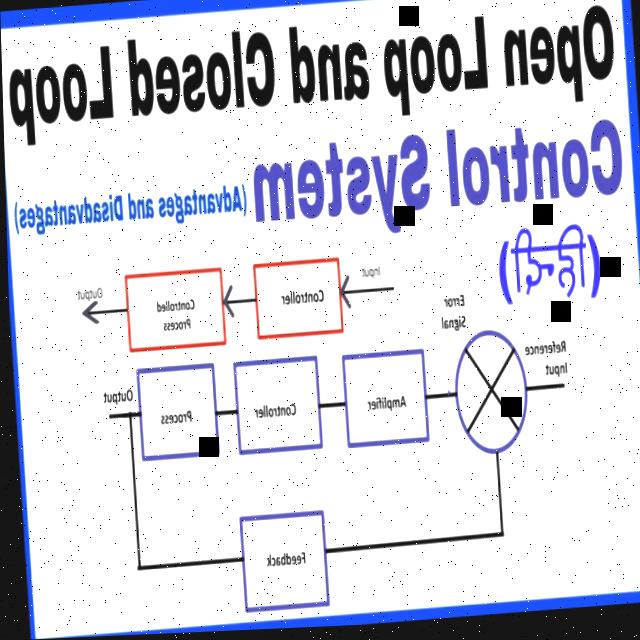 Open Loop and Closed Loop
Control System
(Advantages and Disadvantages)
(हिन्दी)
Input
Controller
Controlled
Process
Output
Error
Signal
Reference
Input
Amplifier
Controller
Process
Output
Feedback